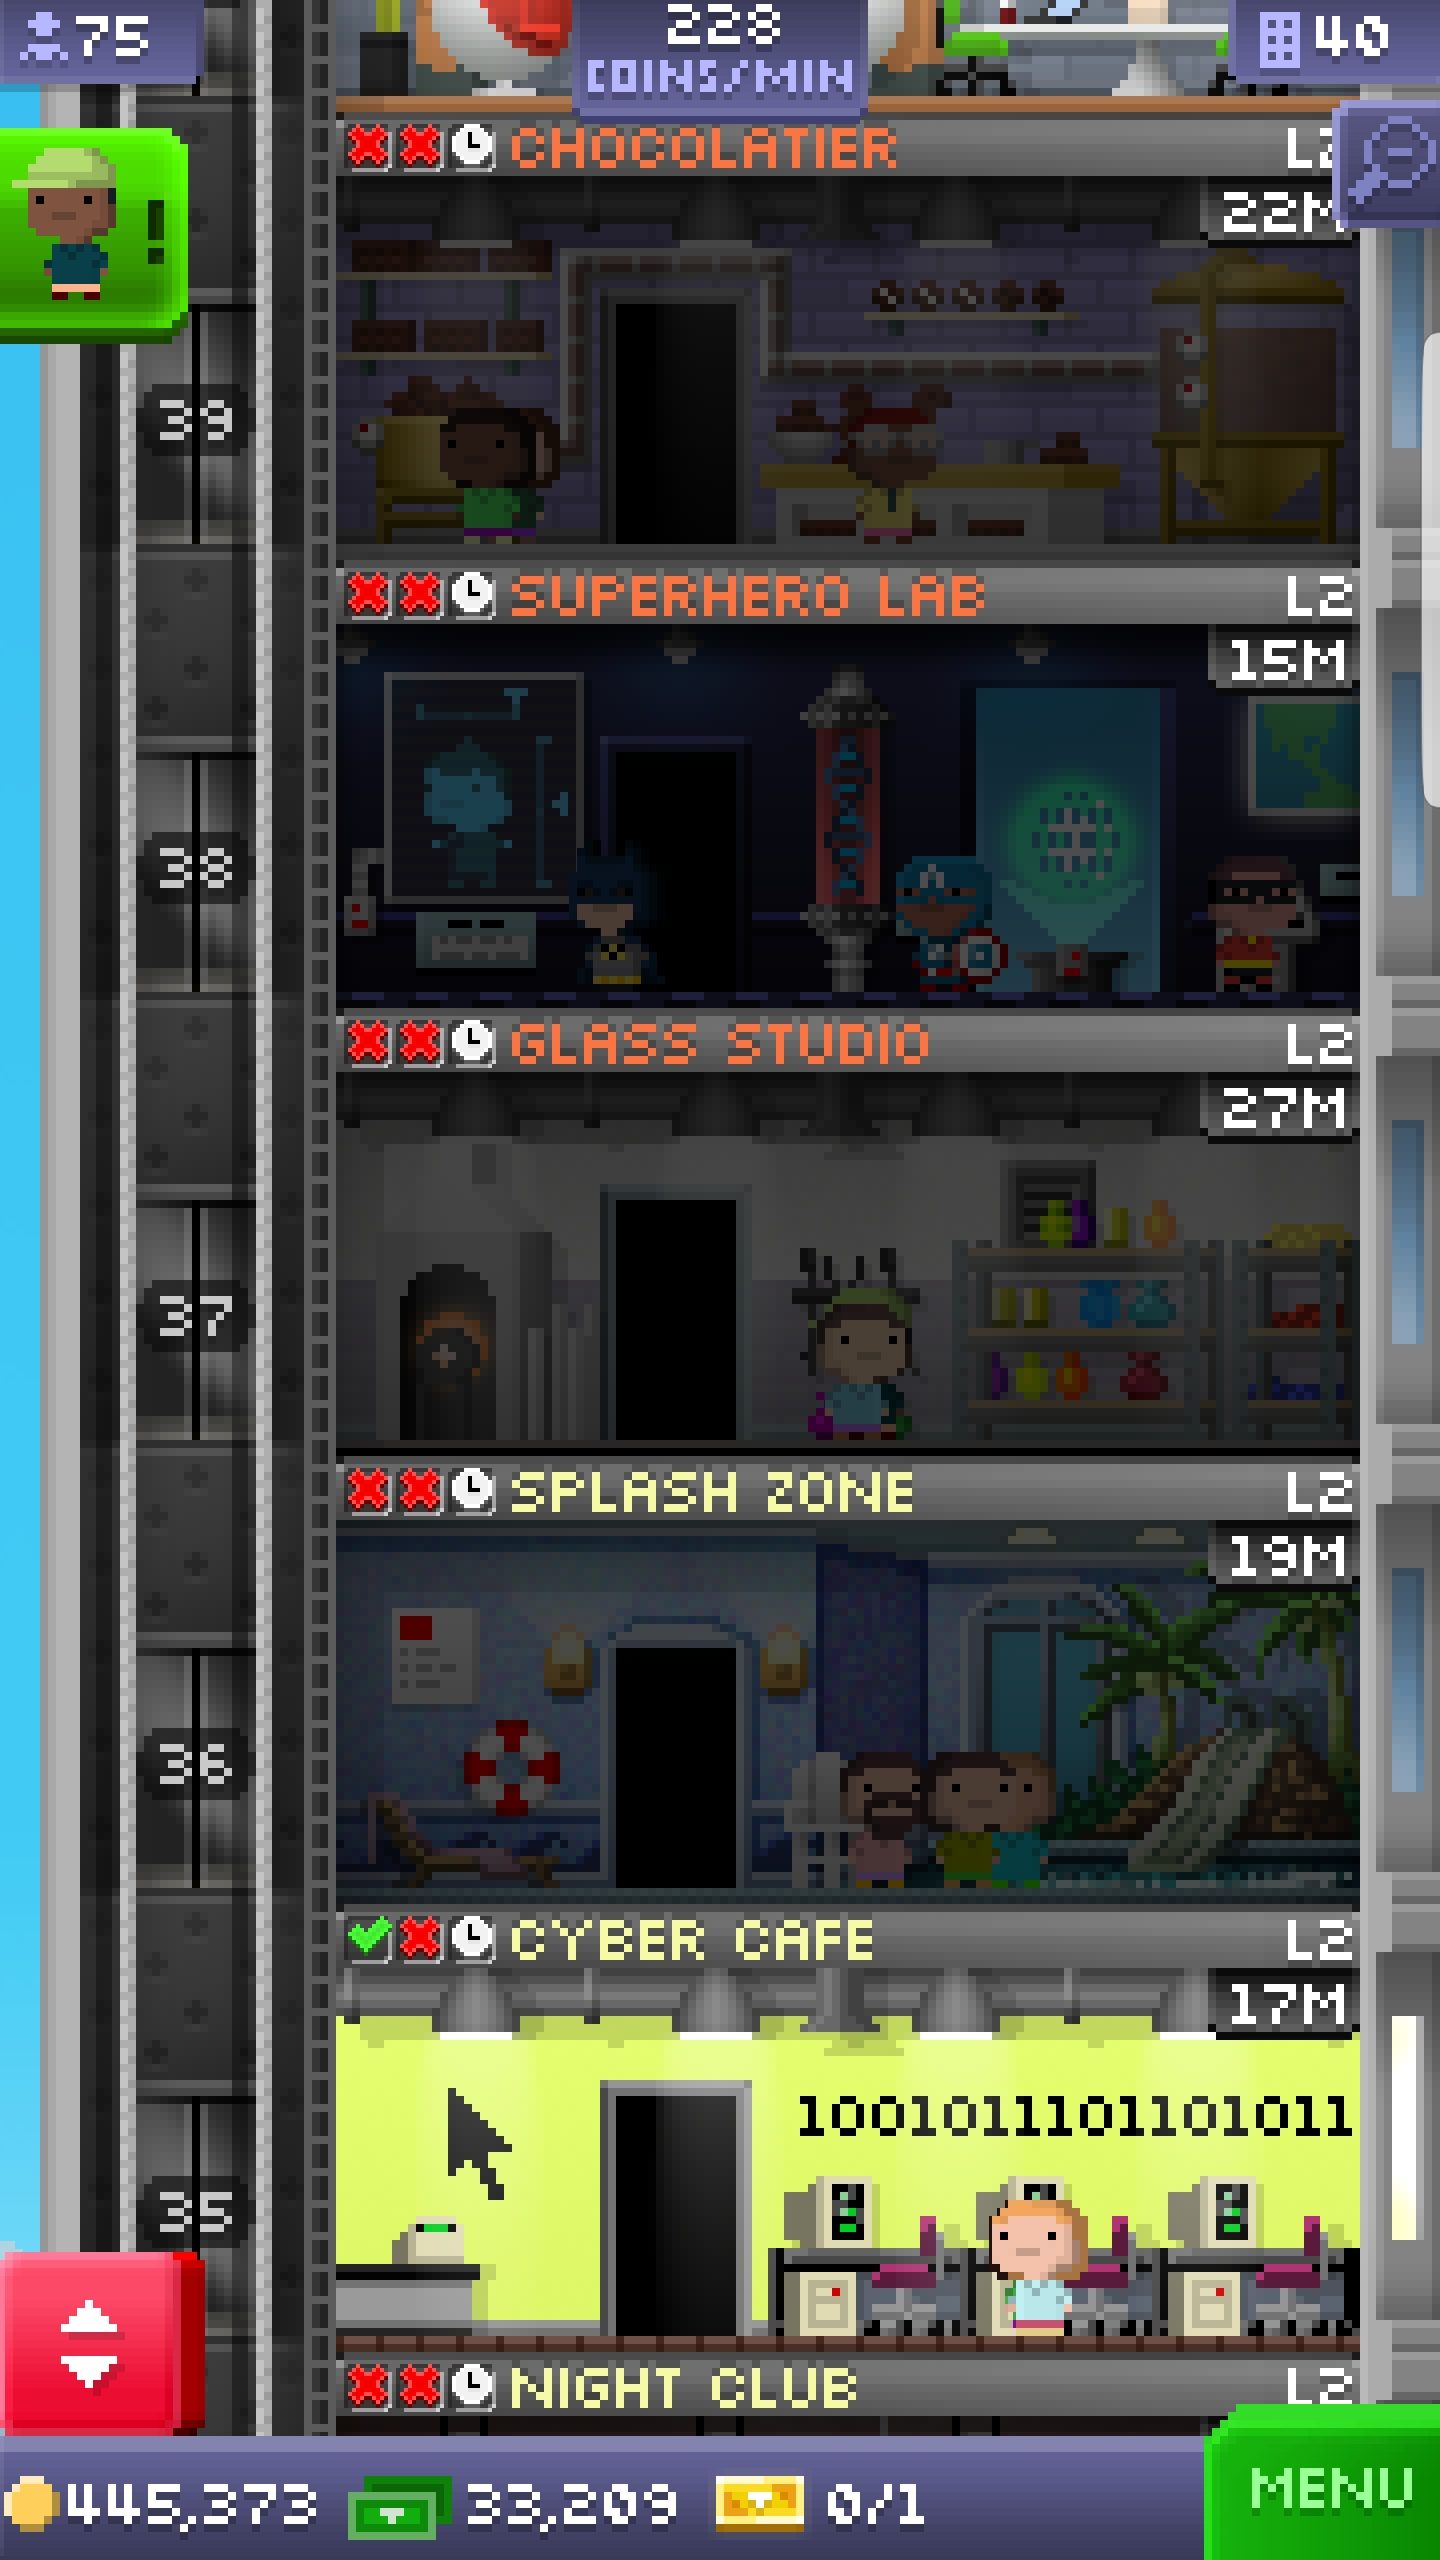 75
228
COINS/MIN
40
CHOCOLATIER
L2
22M
39
SUPERHERO LAB L2
15M
38
GLASS STUDIO L2
27M
37
SPLASH ZONE L2
19M
36
CYBER CAFE L2
17M
1001011101101011
35
NIGHT CLUB L2
445,373 33,209 0/1
MENU